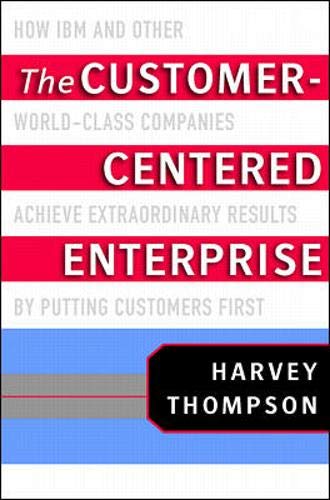 HOW IBM AND OTHER
The CUSTOMER-
WORLD-CLASS COMPANIES
CENTERED
ACHIEVE EXTRAORDINARY RESULTS
ENTERPRISE
BY PUTTING CUSTOMERS FIRST
HARVEY
THOMPSON